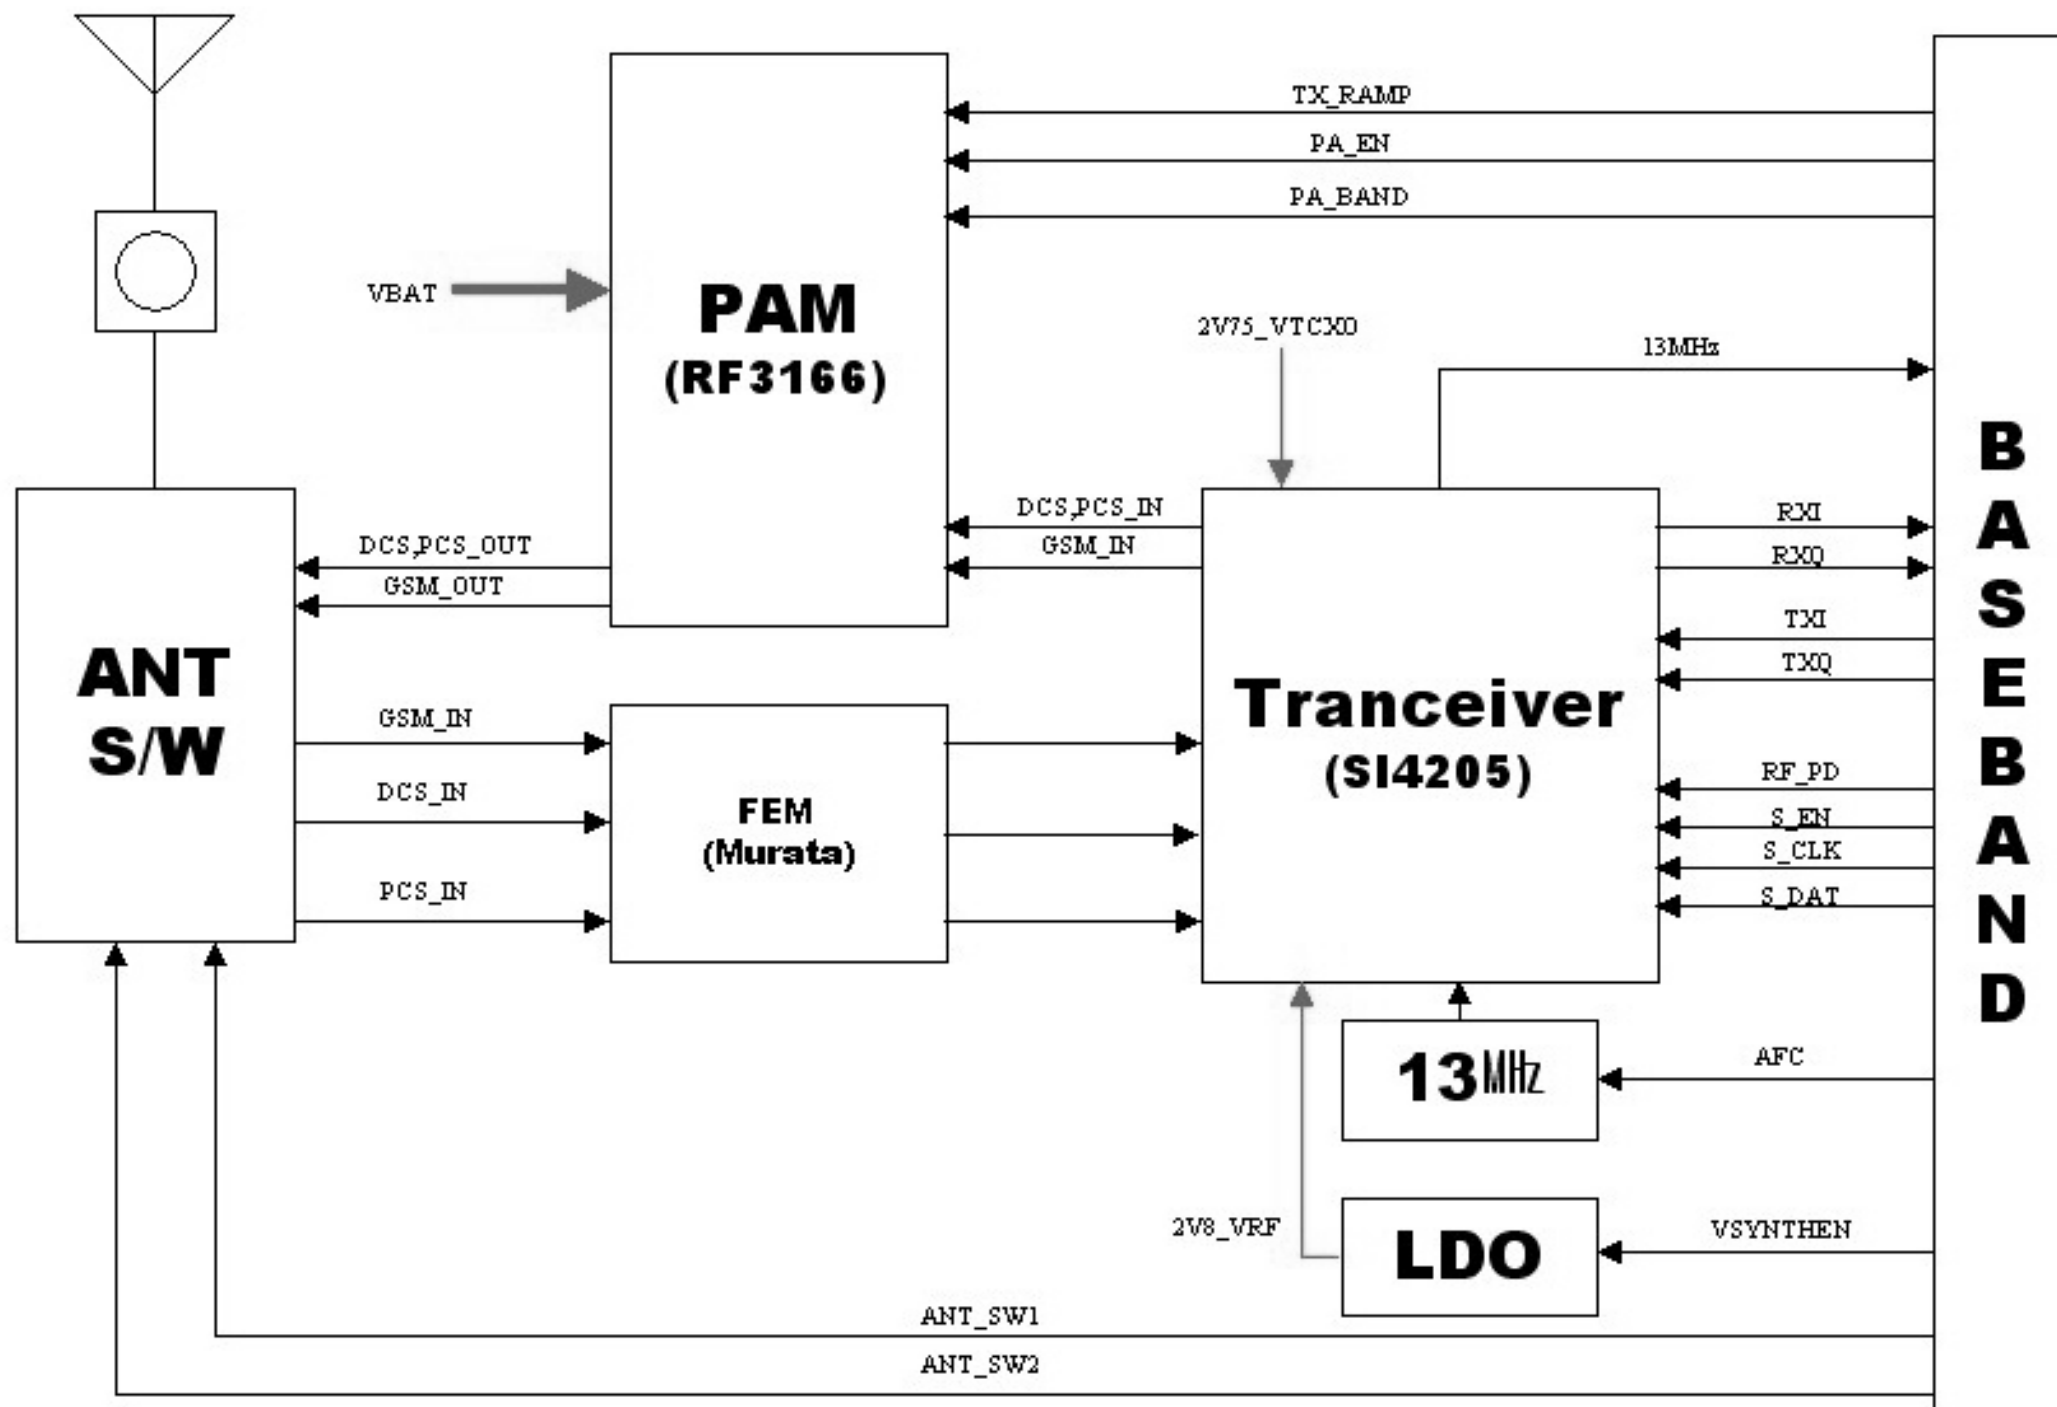 TX_RAMP
PA_EN
PA_BAND
VBAT
PAM
(RF3166)
2V75_VTCXO
13MHz
DCS,PCS_IN
GSM_IN
DCS,PCS_OUT
GSM_OUT
RXI
RXQ
TXI
TXQ
ANT
S/W
GSM_IN
DCS_IN
PCS_IN
FEM
(Murata)
Tranceiver
(SI4205)
RF_PD
S_EN
S_CLK
S_DAT
BASEBAND
13MHz
AFC
2V8_VRF
LDO
VSYNTHEN
ANT_SW1
ANT_SW2